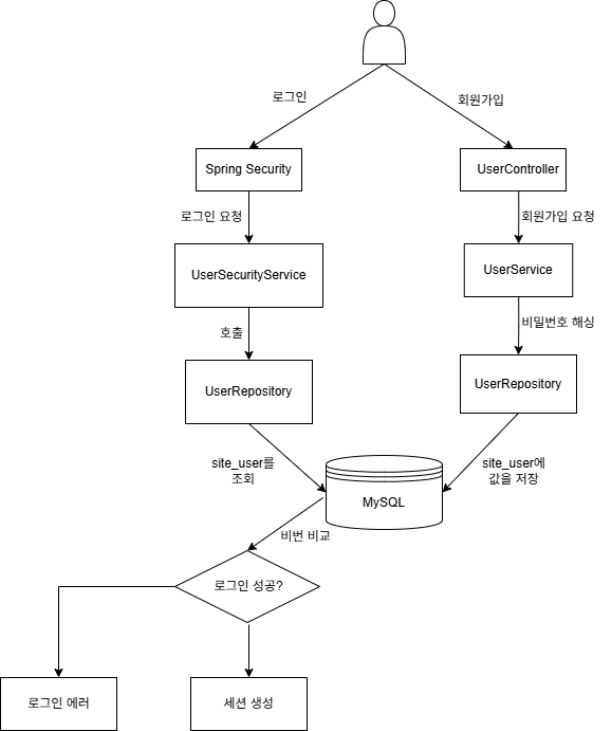 로그인
회원가입
Spring Security
UserController
로그인 요청
회원가입 요청
UserSecurityService
UserService
호출
비밀번호 해싱
UserRepository
UserRepository
site_user를
조회
site_user에
값을 저장
MySQL
비번 비교
로그인 성공?
로그인 에러
세션 생성